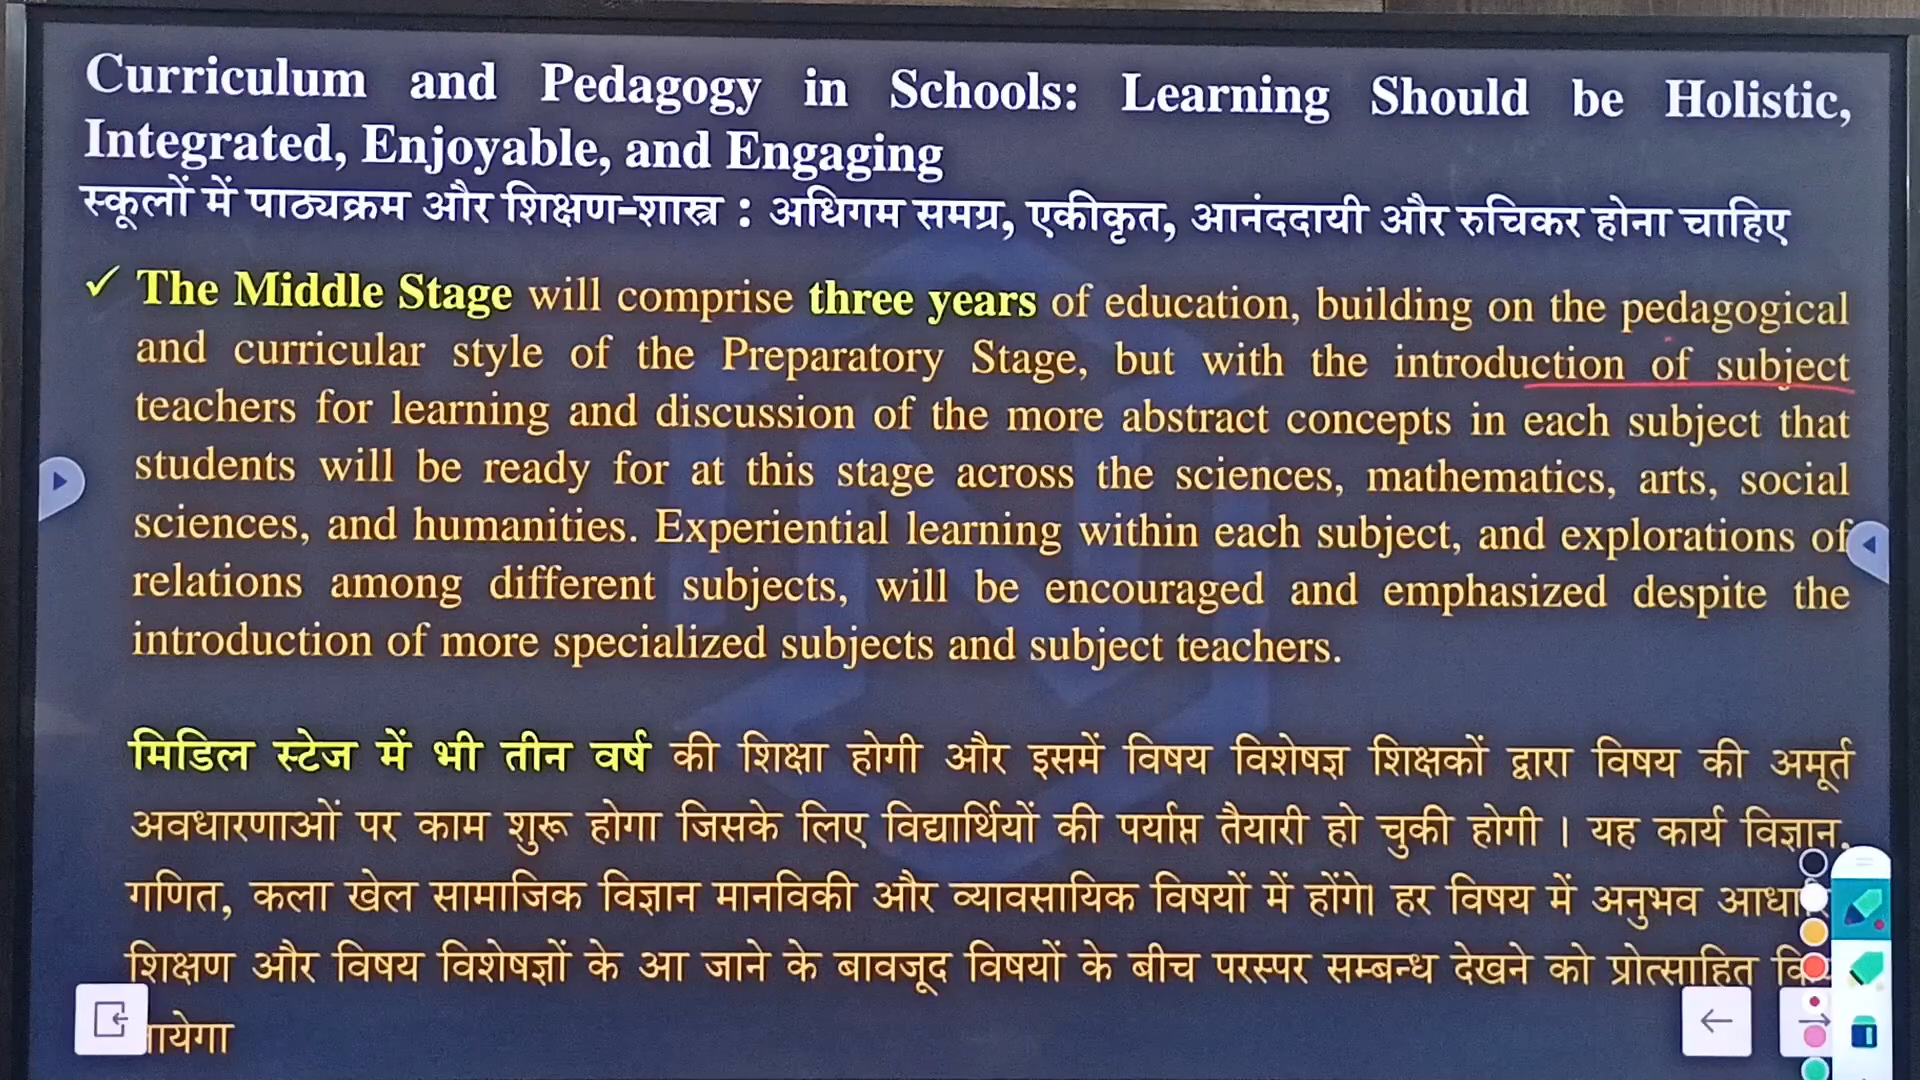 Curriculum and Pedagogy in Schools: Learning Should be Holistic,
Integrated, Enjoyable, and Engaging
स्कूलों में पाठ्यक्रम और शिक्षण-शास्त्र : अधिगम समग्र, एकीकृत, आनंददायी और रुचिकर होना चाहिए
✓ The Middle Stage will comprise three years of education, building on the pedagogical
and curricular style of the Preparatory Stage, but with the introduction of subject
teachers for learning and discussion of the more abstract concepts in each subject that
students will be ready for at this stage across the sciences, mathematics, arts, social
sciences, and humanities. Experiential learning within each subject, and explorations of
relations among different subjects, will be encouraged and emphasized despite the
introduction of more specialized subjects and subject teachers.
मिडिल स्टेज में भी तीन वर्ष की शिक्षा होगी और इसमें विषय विशेषज्ञ शिक्षकों द्वारा विषय की अमूर्त
अवधारणाओं पर काम शुरू होगा जिसके लिए विद्यार्थियों की पर्याप्त तैयारी हो चुकी होगी । यह कार्य विज्ञान,
गणित, कला खेल सामाजिक विज्ञान मानविकी और व्यावसायिक विषयों में होंगे। हर विषय में अनुभव
शिक्षण और विषय विशेषज्ञों के आ जाने के बावजूद विषयों के बीच परस्पर सम्बन्ध देखने को प्रोत्साहित